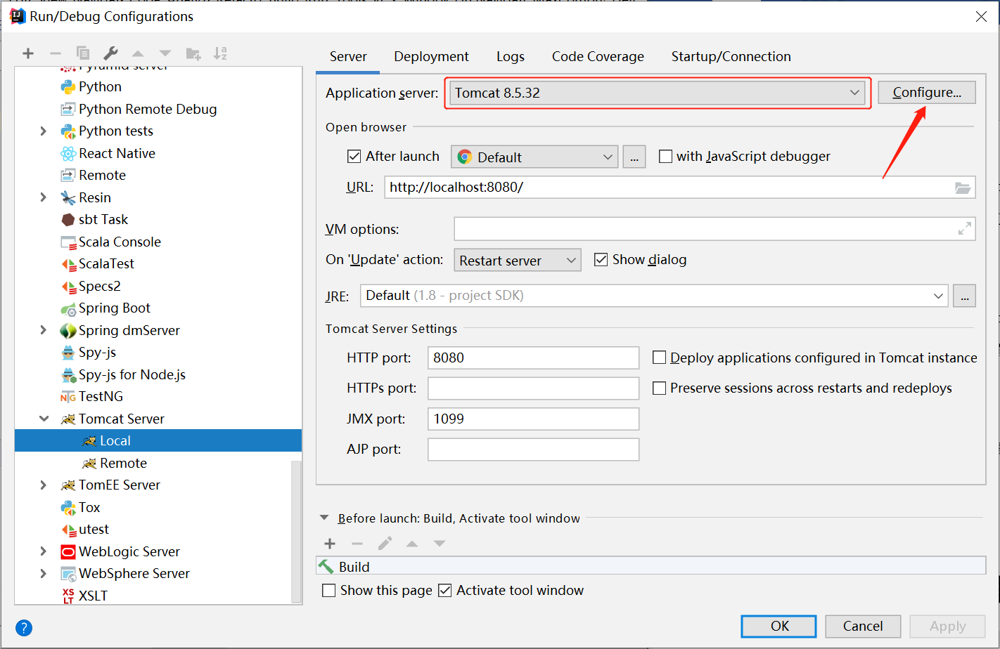 Run/Debug Configurations
Server
Deployment
Logs
Code Coverage
Startup/Connection
Pyramid server
Python
Python Remote Debug
Python tests
React Native
Remote
Resin
sbt Task
Scala Console
ScalaTest
Specs2
Spring Boot
Spring dmServer
Spy-js
Spy-js for Node.js
TestNG
Tomcat Server
Local
Remote
TomEE Server
Tox
utest
WebLogic Server
WebSphere Server
XSLT
Application server: Tomcat 8.5.32 Configure...
Open browser
After launch Default ... with JavaScript debugger
URL: http://localhost:8080/
VM options:
On 'Update' action: Restart server Show dialog
JRE: Default (1.8 - project SDK) ...
Tomcat Server Settings
HTTP port: 8080 Deploy applications configured in Tomcat instance
HTTPs port: Preserve sessions across restarts and redeploys
JMX port: 1099
AJP port:
Before launch: Build, Activate tool window
Build
Show this page Activate tool window
? OK Cancel Apply